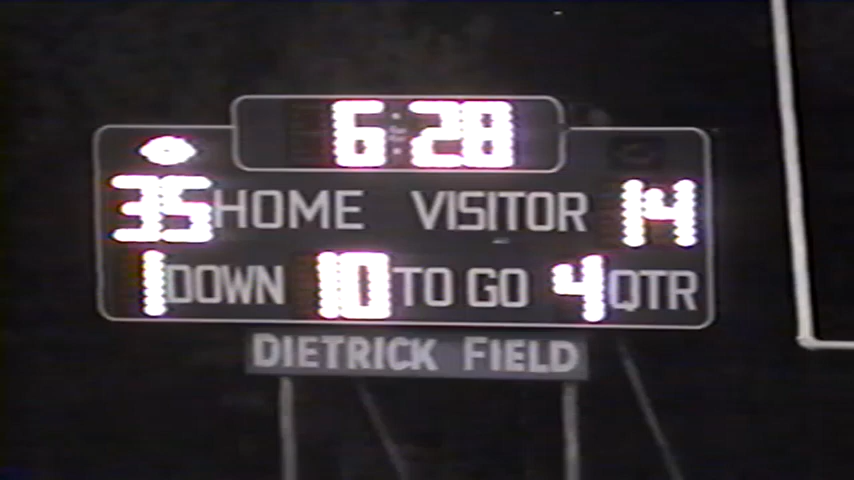 6:28
35 HOME VISITOR 14
1 DOWN 10 TO GO 4 QTR
DIETRICK FIELD